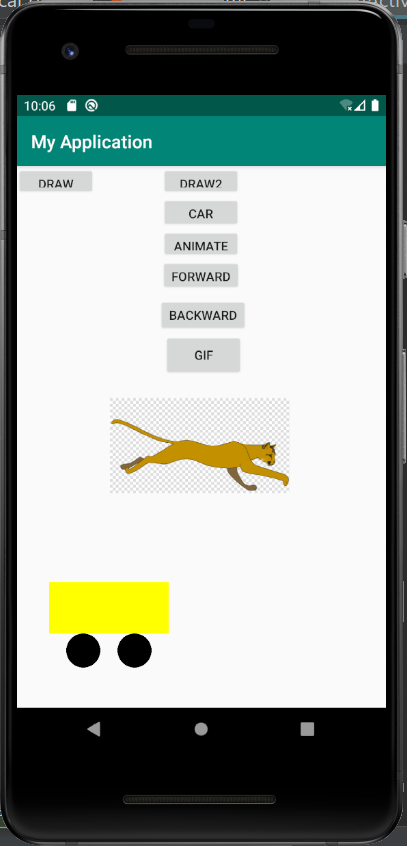 10:06
My Application
DRAW DRAW2
CAR
ANIMATE
FORWARD
BACKWARD
GIF